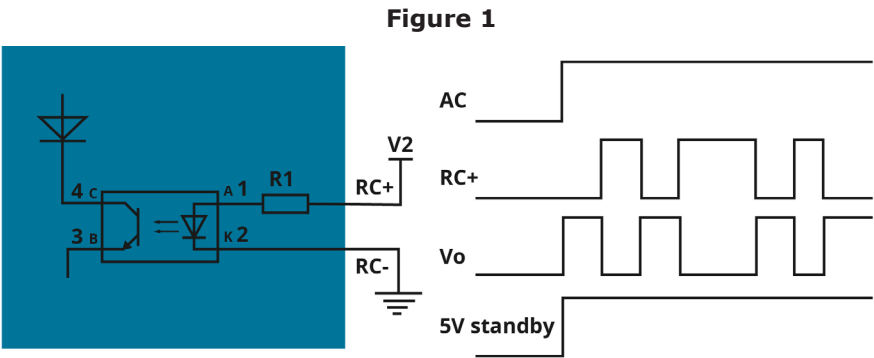 Figure 1
V2
4 C
A 1
R1
RC+
3 B
K 2
RC-
AC
RC+
Vo
5V standby